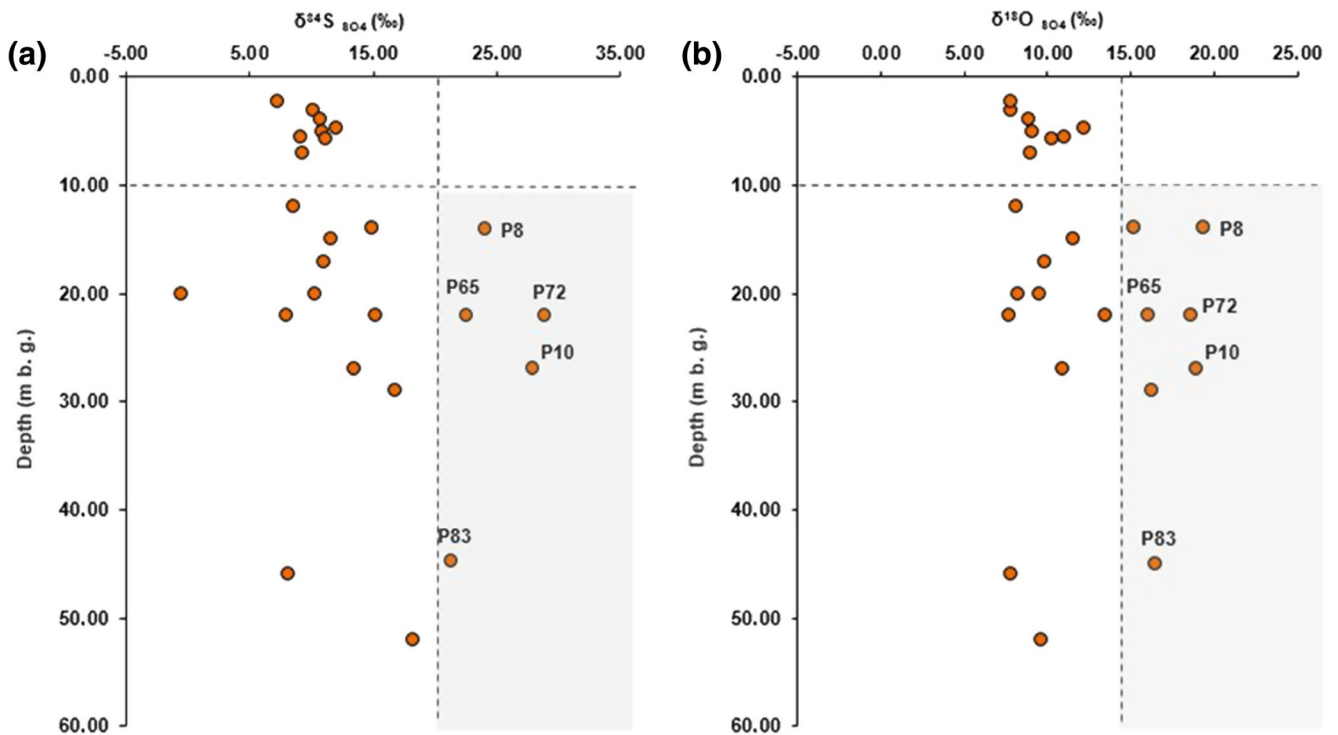 (a)
δ³⁴S SO4 (‰)
-5.00 5.00 15.00 25.00 35.00
0.00
10.00
20.00
30.00
40.00
50.00
60.00
Depth (m b. g.)
P8
P65 P72
P10
P83
(b)
δ¹⁸O SO4 (‰)
-5.00 0.00 5.00 10.00 15.00 20.00 25.00
0.00
10.00
20.00
30.00
40.00
50.00
60.00
Depth (m b. g.)
P8
P65
P72
P10
P83